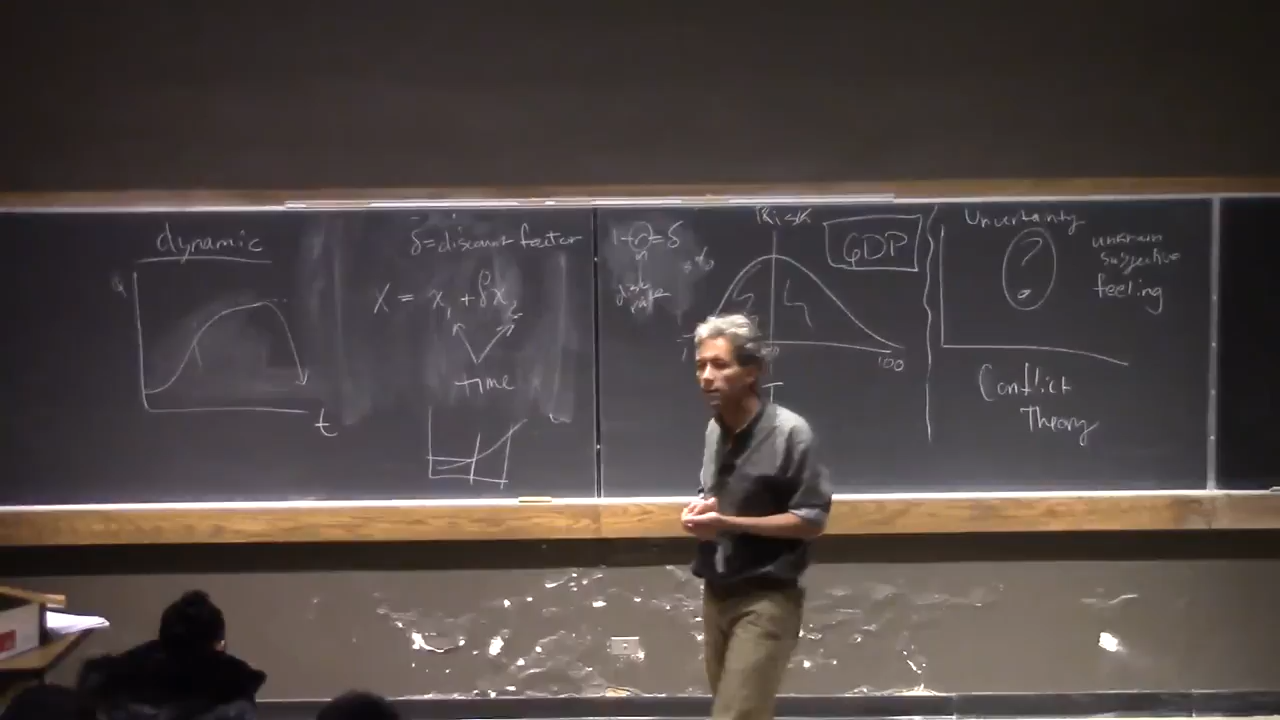 dynamic
t
δ = discount factor
X = x₁ + δx₂
time
1-r = δ
Risk
GDP
100
Uncertainty
?
unknown
subjective
feeling
Conflict
Theory